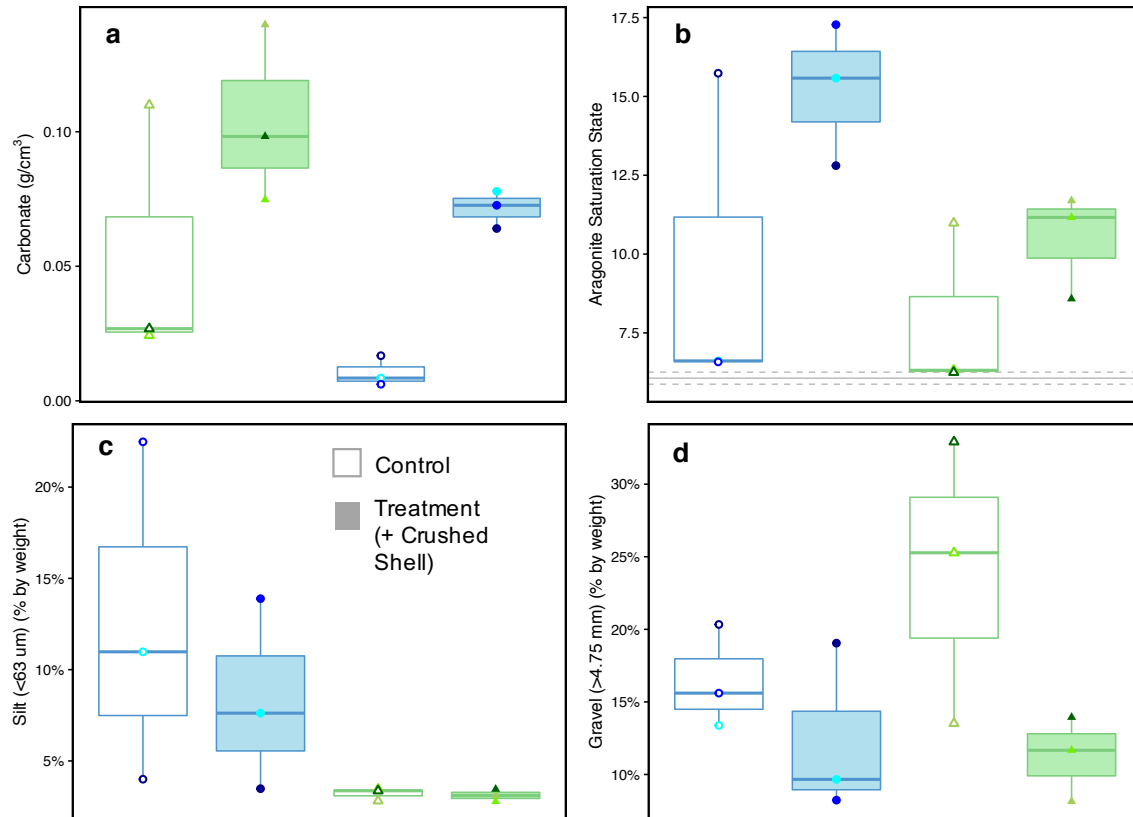 a
Carbonate (g/cm³)
0.10
0.05
0.00
b
Aragonite Saturation State
17.5
15.0
12.5
10.0
7.5
c
Silt (<63 um) (% by weight)
20%
15%
10%
5%
Control
Treatment
(+ Crushed
Shell)
d
Gravel (>4.75 mm) (% by weight)
30%
25%
20%
15%
10%